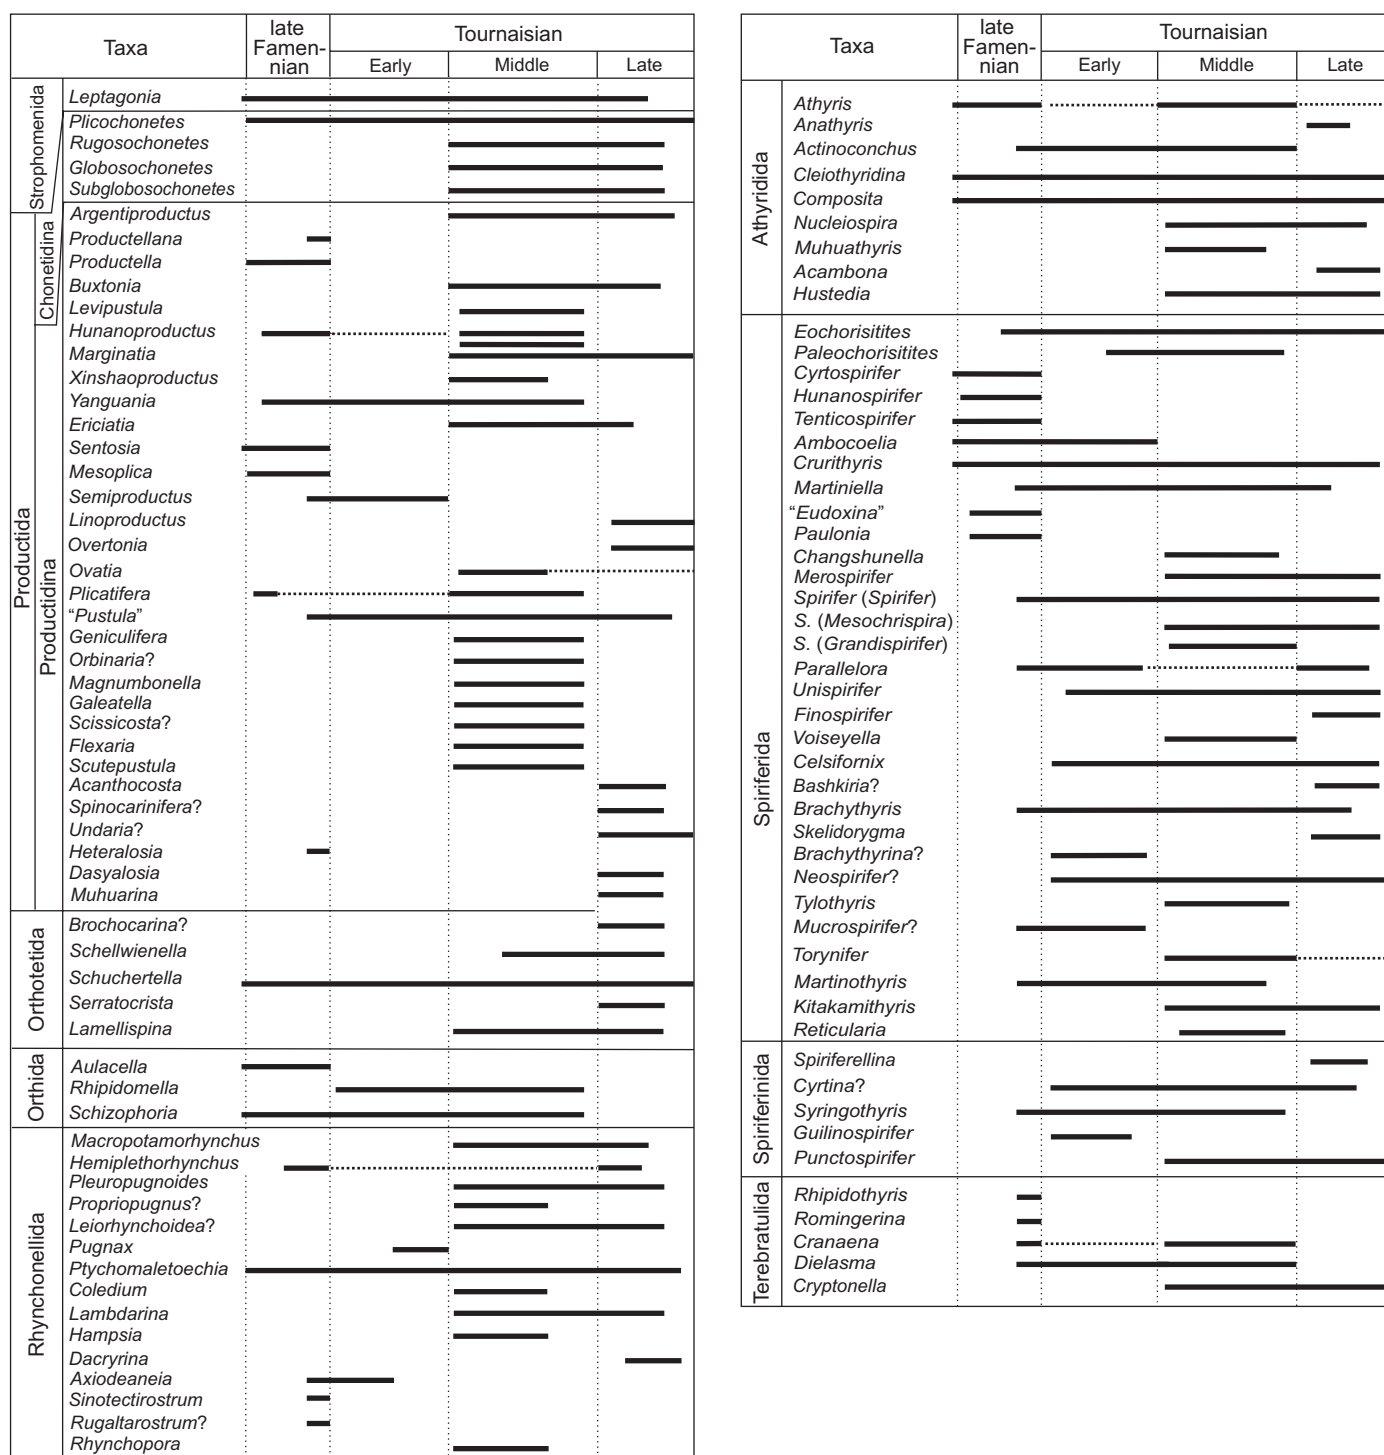 Taxa
late
Famen-
nian
Tournaisian
Early
Middle
Late
Strophomenida
Leptagonia
Productida
Chonetidina
Plicochonetes
Rugosochonetes
Globosochonetes
Subglobosochonetes
Productidina
Argentiproductus
Productellana
Productella
Buxtonia
Levipustula
Hunanoproductus
Marginatia
Xinshaoproductus
Yanguania
Ericiatia
Sentosia
Mesoplica
Semiproductus
Linoproductus
Overtonia
Ovatia
Plicatifera
“Pustula”
Geniculifera
Orbinaria?
Magnumbonella
Galeatella
Scissicosta?
Flexaria
Scutepustula
Acanthocosta
Spinocarinifera?
Undaria?
Heteralosia
Dasyalosia
Muhuarina
Orthotetida
Brochocarina?
Schellwienella
Schuchertella
Serratocrista
Lamellispina
Orthida
Aulacella
Rhipidomella
Schizophoria
Rhynchonellida
Macropotamorhynchus
Hemiplethorhynchus
Pleuropugnoides
Propriopugnus?
Leiorhynchoidea?
Pugnax
Ptychomaletoechia
Coledium
Lambdarina
Hampsia
Dacryrina
Axiodeaneia
Sinotectirostrum
Rugaltarostrum?
Rhynchopora
Taxa
late
Famen-
nian
Tournaisian
Early
Middle
Late
Athyridida
Athyris
Anathyris
Actinoconchus
Cleiothyridina
Composita
Nucleiospira
Muhuathyris
Acambona
Hustedia
Spiriferida
Eochorisitites
Paleochorisitites
Cyrtospirifer
Hunanospirifer
Tenticospirifer
Ambocoelia
Crurithyris
Martiniella
“Eudoxina”
Paulonia
Changshunella
Merospirifer
Spirifer (Spirifer)
S. (Mesochrispira)
S. (Grandispirifer)
Parallelora
Unispirifer
Finospirifer
Voiseyella
Celsifornix
Bashkiria?
Brachythyris
Skelidorygma
Brachythyrina?
Neospirifer?
Tylothyris
Mucrospirifer?
Torynifer
Martinothyris
Kitakamithyris
Reticularia
Spiriferinida
Spiriferellina
Cyrtina?
Syringothyris
Guilinospirifer
Punctospirifer
Terebratulida
Rhipidothyris
Romingerina
Cranaena
Dielasma
Cryptonella